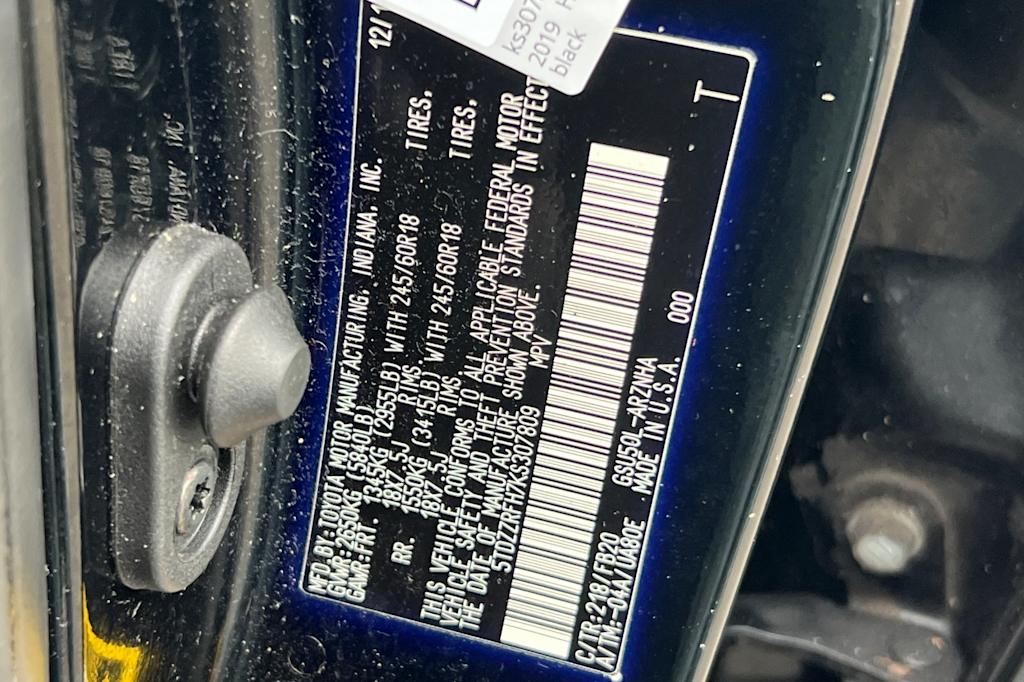 ks307
2019 H
black
12/1
MFD.BY:TOYOTA MOTOR MANUFACTURING, INDIANA, INC.
GVWR:2650KG (5840LB)
GAWR:FRT. 1345KG (2955LB) WITH 245/60R18 TIRES,
18X7.5J RIMS
RR. 1550KG (3415LB) WITH 245/60R18 TIRES,
18X7.5J RIMS
THIS VEHICLE CONFORMS TO ALL APPLICABLE FEDERAL MOTOR
VEHICLE SAFETY AND THEFT PREVENTION STANDARDS IN EFFECT
THE DATE OF MANUFACTURE SHOWN ABOVE.
5TDZZRFH7KS307809 MPV
T
C/TR:218/FB20 GSU50L-ARZNHA 000
A/TM:-04A/UA80E MADE IN U.S.A.